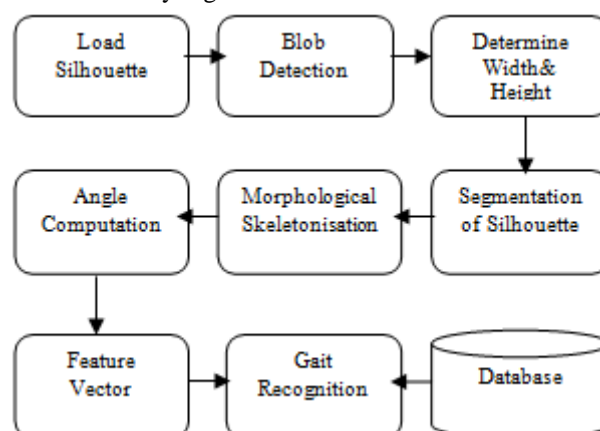 Load
Silhouette
Blob
Detection
Determine
Width&
Height
Angle
Computation
Morphological
Skeletonisation
Segmentation
of Silhouette
Feature
Vector
Gait
Recognition
Database